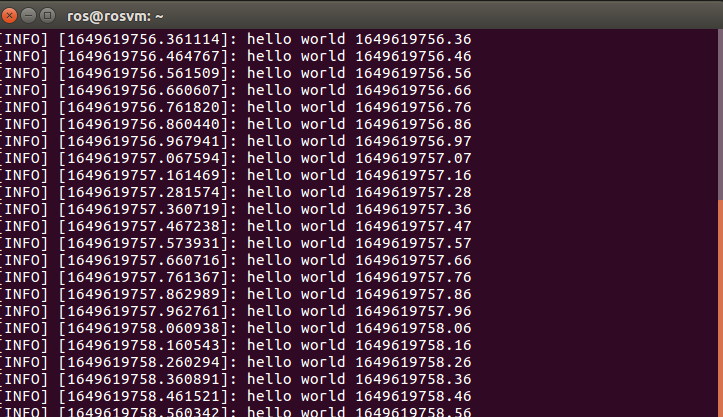 ros@rosvm: ~
[INFO] [1649619756.361114]: hello world 1649619756.36
[INFO] [1649619756.464767]: hello world 1649619756.46
[INFO] [1649619756.561509]: hello world 1649619756.56
[INFO] [1649619756.660607]: hello world 1649619756.66
[INFO] [1649619756.761820]: hello world 1649619756.76
[INFO] [1649619756.860440]: hello world 1649619756.86
[INFO] [1649619756.967941]: hello world 1649619756.97
[INFO] [1649619757.067594]: hello world 1649619757.07
[INFO] [1649619757.161469]: hello world 1649619757.16
[INFO] [1649619757.281574]: hello world 1649619757.28
[INFO] [1649619757.360719]: hello world 1649619757.36
[INFO] [1649619757.467238]: hello world 1649619757.47
[INFO] [1649619757.573931]: hello world 1649619757.57
[INFO] [1649619757.660716]: hello world 1649619757.66
[INFO] [1649619757.761367]: hello world 1649619757.76
[INFO] [1649619757.862989]: hello world 1649619757.86
[INFO] [1649619757.962761]: hello world 1649619757.96
[INFO] [1649619758.060938]: hello world 1649619758.06
[INFO] [1649619758.160543]: hello world 1649619758.16
[INFO] [1649619758.260294]: hello world 1649619758.26
[INFO] [1649619758.360891]: hello world 1649619758.36
[INFO] [1649619758.461521]: hello world 1649619758.46
[INFO] [1649619758.560342]: hello world 1649619758.56